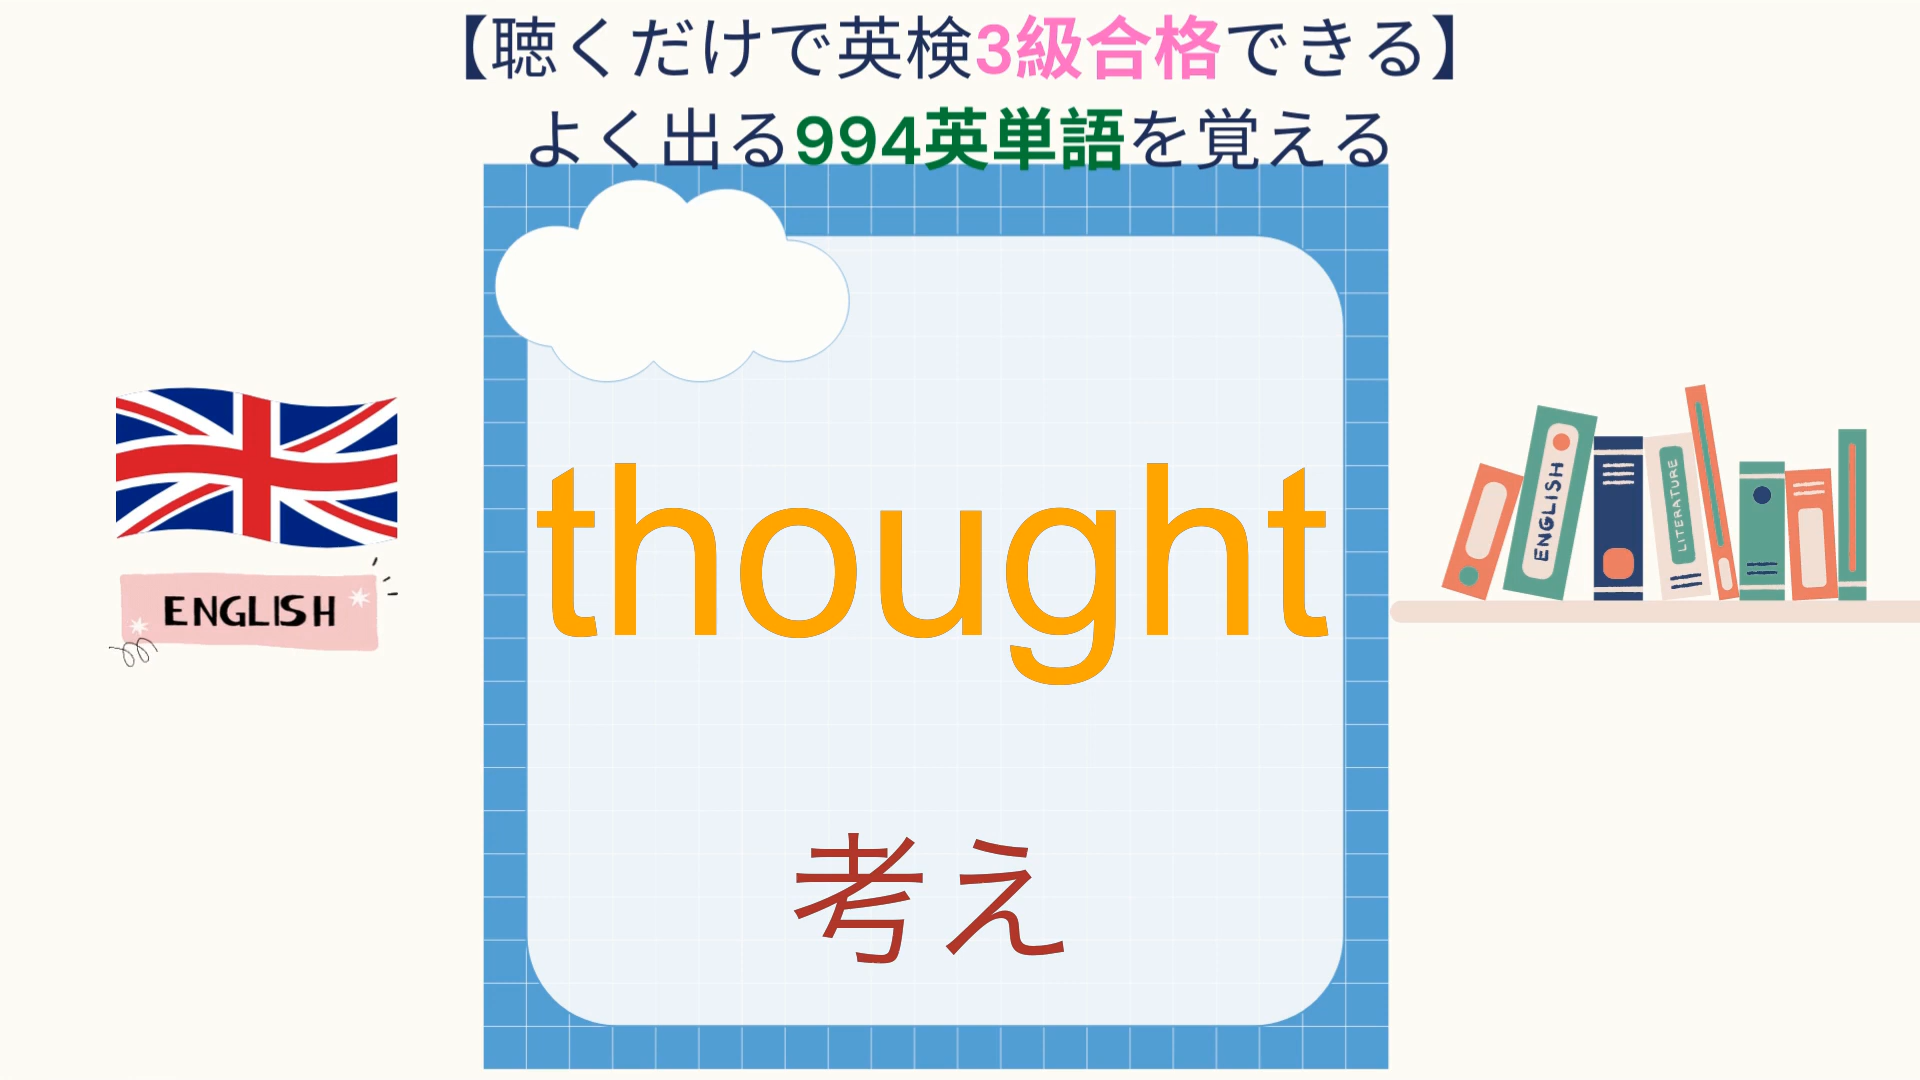 【聴くだけで英検3級合格できる】
よく出る994英単語を覚える
thought
考え
ENGLISH
ENGLISH
LITERATURE